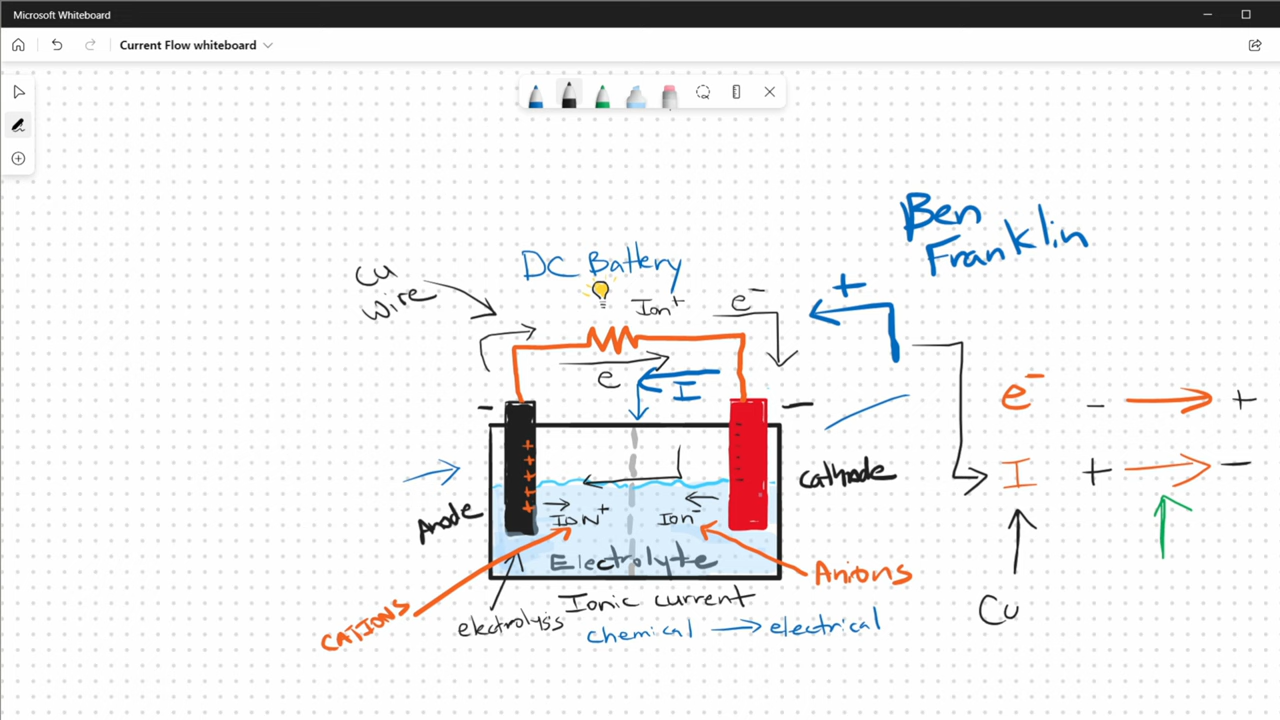 Microsoft Whiteboard
Current Flow whiteboard
Ben
Franklin
DC Battery
Cu
wire
Ion+
e-
+
e
I
-
-
+
+
+
+
+
Cathode
Anode
ION+
Ion-
Electrolyte
e- - +
I + -
CATIONS
Anions
electrolysis
Ionic current
chemical → electrical
Cu